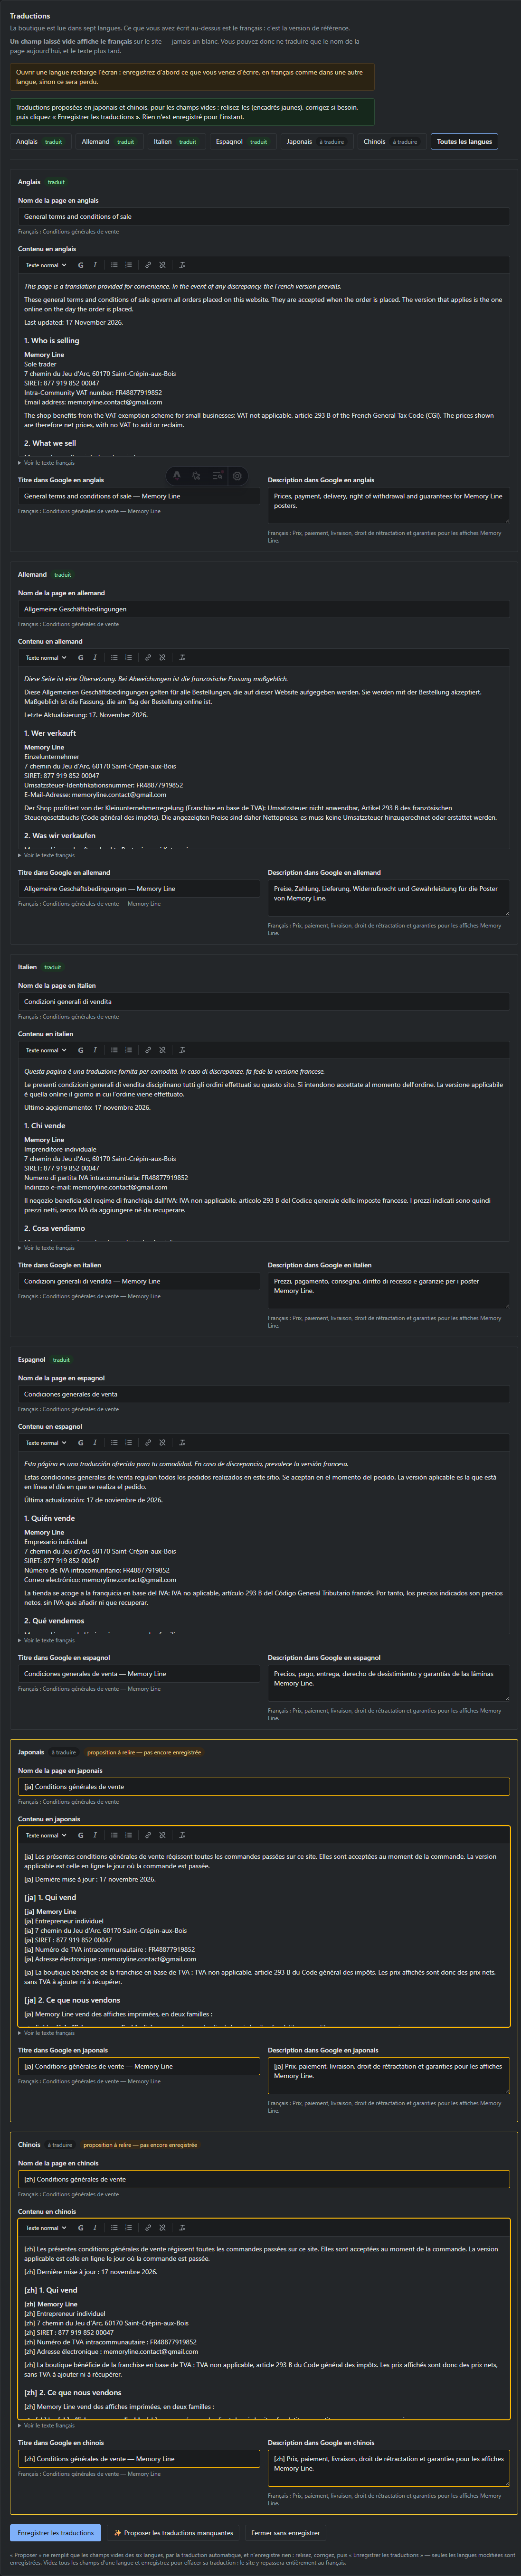 Traductions
La boutique est lue dans sept langues. Ce que vous avez écrit au-dessus est le français : c'est la version de référence.
Un champ laissé vide affiche le français sur le site — jamais un blanc. Vous pouvez donc ne traduire que le nom de la
page aujourd'hui, et le texte plus tard.
Ouvrir une langue recharge l'écran : enregistrez d'abord ce que vous venez d'écrire, en français comme dans une autre
langue, sinon ce sera perdu.
Traductions proposées en japonais et chinois, pour les champs vides : relisez-les (encadrés jaunes), corrigez si besoin,
puis cliquez « Enregistrer les traductions ». Rien n'est enregistré pour l'instant.
Anglais traduit Allemand traduit Italien traduit Espagnol traduit Japonais à traduire Chinois à traduire Toutes les langues
Anglais traduit
Nom de la page en anglais
General terms and conditions of sale
Français : Conditions générales de vente
Contenu en anglais
Texte normal G I
This page is a translation provided for convenience. In the event of any discrepancy, the French version prevails.
These general terms and conditions of sale govern all orders placed on this website. They are accepted when the order is placed. The version that applies is the one
online on the day the order is placed.
Last updated: 17 November 2026.
1. Who is selling
Memory Line
Sole trader
7 chemin du Jeu d'Arc, 60170 Saint-Crépin-aux-Bois
SIRET: 877 919 852 00047
Intra-Community VAT number: FR48877919852
Email address: memoryline.contact@gmail.com
The shop benefits from the VAT exemption scheme for small businesses: VAT not applicable, article 293 B of the French General Tax Code (CGI). The prices shown
are therefore net prices, with no VAT to add or reclaim.
2. What we sell
Voir le texte français
Titre dans Google en anglais
General terms and conditions of sale — Memory Line
Français : Conditions générales de vente — Memory Line
Description dans Google en anglais
Prices, payment, delivery, right of withdrawal and guarantees for Memory Line
posters.
Français : Prix, paiement, livraison, droit de rétractation et garanties pour les affiches Memory
Line.
Allemand traduit
Nom de la page en allemand
Allgemeine Geschäftsbedingungen
Français : Conditions générales de vente
Contenu en allemand
Texte normal G I
Diese Seite ist eine Übersetzung. Bei Abweichungen ist die französische Fassung maßgeblich.
Diese Allgemeinen Geschäftsbedingungen gelten für alle Bestellungen, die auf dieser Website aufgegeben werden. Sie werden mit der Bestellung akzeptiert.
Maßgeblich ist die Fassung, die am Tag der Bestellung online ist.
Letzte Aktualisierung: 17. November 2026.
1. Wer verkauft
Memory Line
Einzelunternehmer
7 chemin du Jeu d'Arc, 60170 Saint-Crépin-aux-Bois
SIRET: 877 919 852 00047
Umsatzsteuer-Identifikationsnummer: FR48877919852
E-Mail-Adresse: memoryline.contact@gmail.com
Der Shop profitiert von der Kleinunternehmerregelung (Franchise en base de TVA): Umsatzsteuer nicht anwendbar, Artikel 293 B des französischen
Steuergesetzbuchs (Code général des impôts). Die angezeigten Preise sind daher Nettopreise, es muss keine Umsatzsteuer hinzugerechnet oder erstattet werden.
2. Was wir verkaufen
Voir le texte français
Titre dans Google en allemand
Allgemeine Geschäftsbedingungen — Memory Line
Français : Conditions générales de vente — Memory Line
Description dans Google en allemand
Preise, Zahlung, Lieferung, Widerrufsrecht und Gewährleistung für die Poster
von Memory Line.
Français : Prix, paiement, livraison, droit de rétractation et garanties pour les affiches Memory
Line.
Italien traduit
Nom de la page en italien
Condizioni generali di vendita
Français : Conditions générales de vente
Contenu en italien
Texte normal G I
Questa pagina è una traduzione fornita per comodità. In caso di discrepanze, fa fede la versione francese.
Le presenti condizioni generali di vendita disciplinano tutti gli ordini effettuati su questo sito. Si intendono accettate al momento dell'ordine. La versione applicabile
è quella online il giorno in cui l'ordine viene effettuato.
Ultimo aggiornamento: 17 novembre 2026.
1. Chi vende
Memory Line
Imprenditore individuale
7 chemin du Jeu d'Arc, 60170 Saint-Crépin-aux-Bois
SIRET: 877 919 852 00047
Numero di partita IVA intracomunitaria: FR48877919852
Indirizzo e-mail: memoryline.contact@gmail.com
Il negozio beneficia del regime di franchigia dall'IVA: IVA non applicabile, articolo 293 B del Codice generale delle imposte francese. I prezzi indicati sono quindi
prezzi netti, senza IVA da aggiungere né da recuperare.
2. Cosa vendiamo
Voir le texte français
Titre dans Google en italien
Condizioni generali di vendita — Memory Line
Français : Conditions générales de vente — Memory Line
Description dans Google en italien
Prezzi, pagamento, consegna, diritto di recesso e garanzie per i poster
Memory Line.
Français : Prix, paiement, livraison, droit de rétractation et garanties pour les affiches Memory
Line.
Espagnol traduit
Nom de la page en espagnol
Condiciones generales de venta
Français : Conditions générales de vente
Contenu en espagnol
Texte normal G I
Esta página es una traducción ofrecida para tu comodidad. En caso de discrepancia, prevalece la versión francesa.
Estas condiciones generales de venta regulan todos los pedidos realizados en este sitio. Se aceptan en el momento del pedido. La versión aplicable es la que está
en línea el día en que se realiza el pedido.
Última actualización: 17 de noviembre de 2026.
1. Quién vende
Memory Line
Empresario individual
7 chemin du Jeu d'Arc, 60170 Saint-Crépin-aux-Bois
SIRET: 877 919 852 00047
Número de IVA intracomunitario: FR48877919852
Correo electrónico: memoryline.contact@gmail.com
La tienda se acoge a la franquicia en base del IVA: IVA no aplicable, artículo 293 B del Código General Tributario francés. Por tanto, los precios indicados son precios
netos, sin IVA que añadir ni que recuperar.
2. Qué vendemos
Voir le texte français
Titre dans Google en espagnol
Condiciones generales de venta — Memory Line
Français : Conditions générales de vente — Memory Line
Description dans Google en espagnol
Precios, pago, entrega, derecho de desistimiento y garantías de las láminas
Memory Line.
Français : Prix, paiement, livraison, droit de rétractation et garanties pour les affiches Memory
Line.
Japonais à traduire proposition à relire — pas encore enregistrée
Nom de la page en japonais
[ja] Conditions générales de vente
Français : Conditions générales de vente
Contenu en japonais
Texte normal G I
[ja] Les présentes conditions générales de vente régissent toutes les commandes passées sur ce site. Elles sont acceptées au moment de la commande. La version
applicable est celle en ligne le jour où la commande est passée.
[ja] Dernière mise à jour : 17 novembre 2026.
[ja] 1. Qui vend
[ja] Memory Line
[ja] Entrepreneur individuel
[ja] 7 chemin du Jeu d'Arc, 60170 Saint-Crépin-aux-Bois
[ja] SIRET : 877 919 852 00047
[ja] Numéro de TVA intracommunautaire : FR48877919852
[ja] Adresse électronique : memoryline.contact@gmail.com
[ja] La boutique bénéficie de la franchise en base de TVA : TVA non applicable, article 293 B du Code général des impôts. Les prix affichés sont donc des prix nets,
sans TVA à ajouter ni à récupérer.
[ja] 2. Ce que nous vendons
[ja] Memory Line vend des affiches imprimées, en deux familles :
Voir le texte français
Titre dans Google en japonais
[ja] Conditions générales de vente — Memory Line
Français : Conditions générales de vente — Memory Line
Description dans Google en japonais
[ja] Prix, paiement, livraison, droit de rétractation et garanties pour les affiches
Memory Line.
Français : Prix, paiement, livraison, droit de rétractation et garanties pour les affiches Memory
Line.
Chinois à traduire proposition à relire — pas encore enregistrée
Nom de la page en chinois
[zh] Conditions générales de vente
Français : Conditions générales de vente
Contenu en chinois
Texte normal G I
[zh] Les présentes conditions générales de vente régissent toutes les commandes passées sur ce site. Elles sont acceptées au moment de la commande. La version
applicable est celle en ligne le jour où la commande est passée.
[zh] Dernière mise à jour : 17 novembre 2026.
[zh] 1. Qui vend
[zh] Memory Line
[zh] Entrepreneur individuel
[zh] 7 chemin du Jeu d'Arc, 60170 Saint-Crépin-aux-Bois
[zh] SIRET : 877 919 852 00047
[zh] Numéro de TVA intracommunautaire : FR48877919852
[zh] Adresse électronique : memoryline.contact@gmail.com
[zh] La boutique bénéficie de la franchise en base de TVA : TVA non applicable, article 293 B du Code général des impôts. Les prix affichés sont donc des prix nets,
sans TVA à ajouter ni à récupérer.
[zh] 2. Ce que nous vendons
[zh] Memory Line vend des affiches imprimées, en deux familles :
Voir le texte français
Titre dans Google en chinois
[zh] Conditions générales de vente — Memory Line
Français : Conditions générales de vente — Memory Line
Description dans Google en chinois
[zh] Prix, paiement, livraison, droit de rétractation et garanties pour les affiches
Memory Line.
Français : Prix, paiement, livraison, droit de rétractation et garanties pour les affiches Memory
Line.
Enregistrer les traductions ✨ Proposer les traductions manquantes Fermer sans enregistrer
« Proposer » ne remplit que les champs vides des six langues, par la traduction automatique, et n'enregistre rien : relisez, corrigez, puis « Enregistrer les traductions » — seules les langues modifiées sont
enregistrées. Videz tous les champs d'une langue et enregistrez pour effacer sa traduction : le site y repassera entièrement au français.